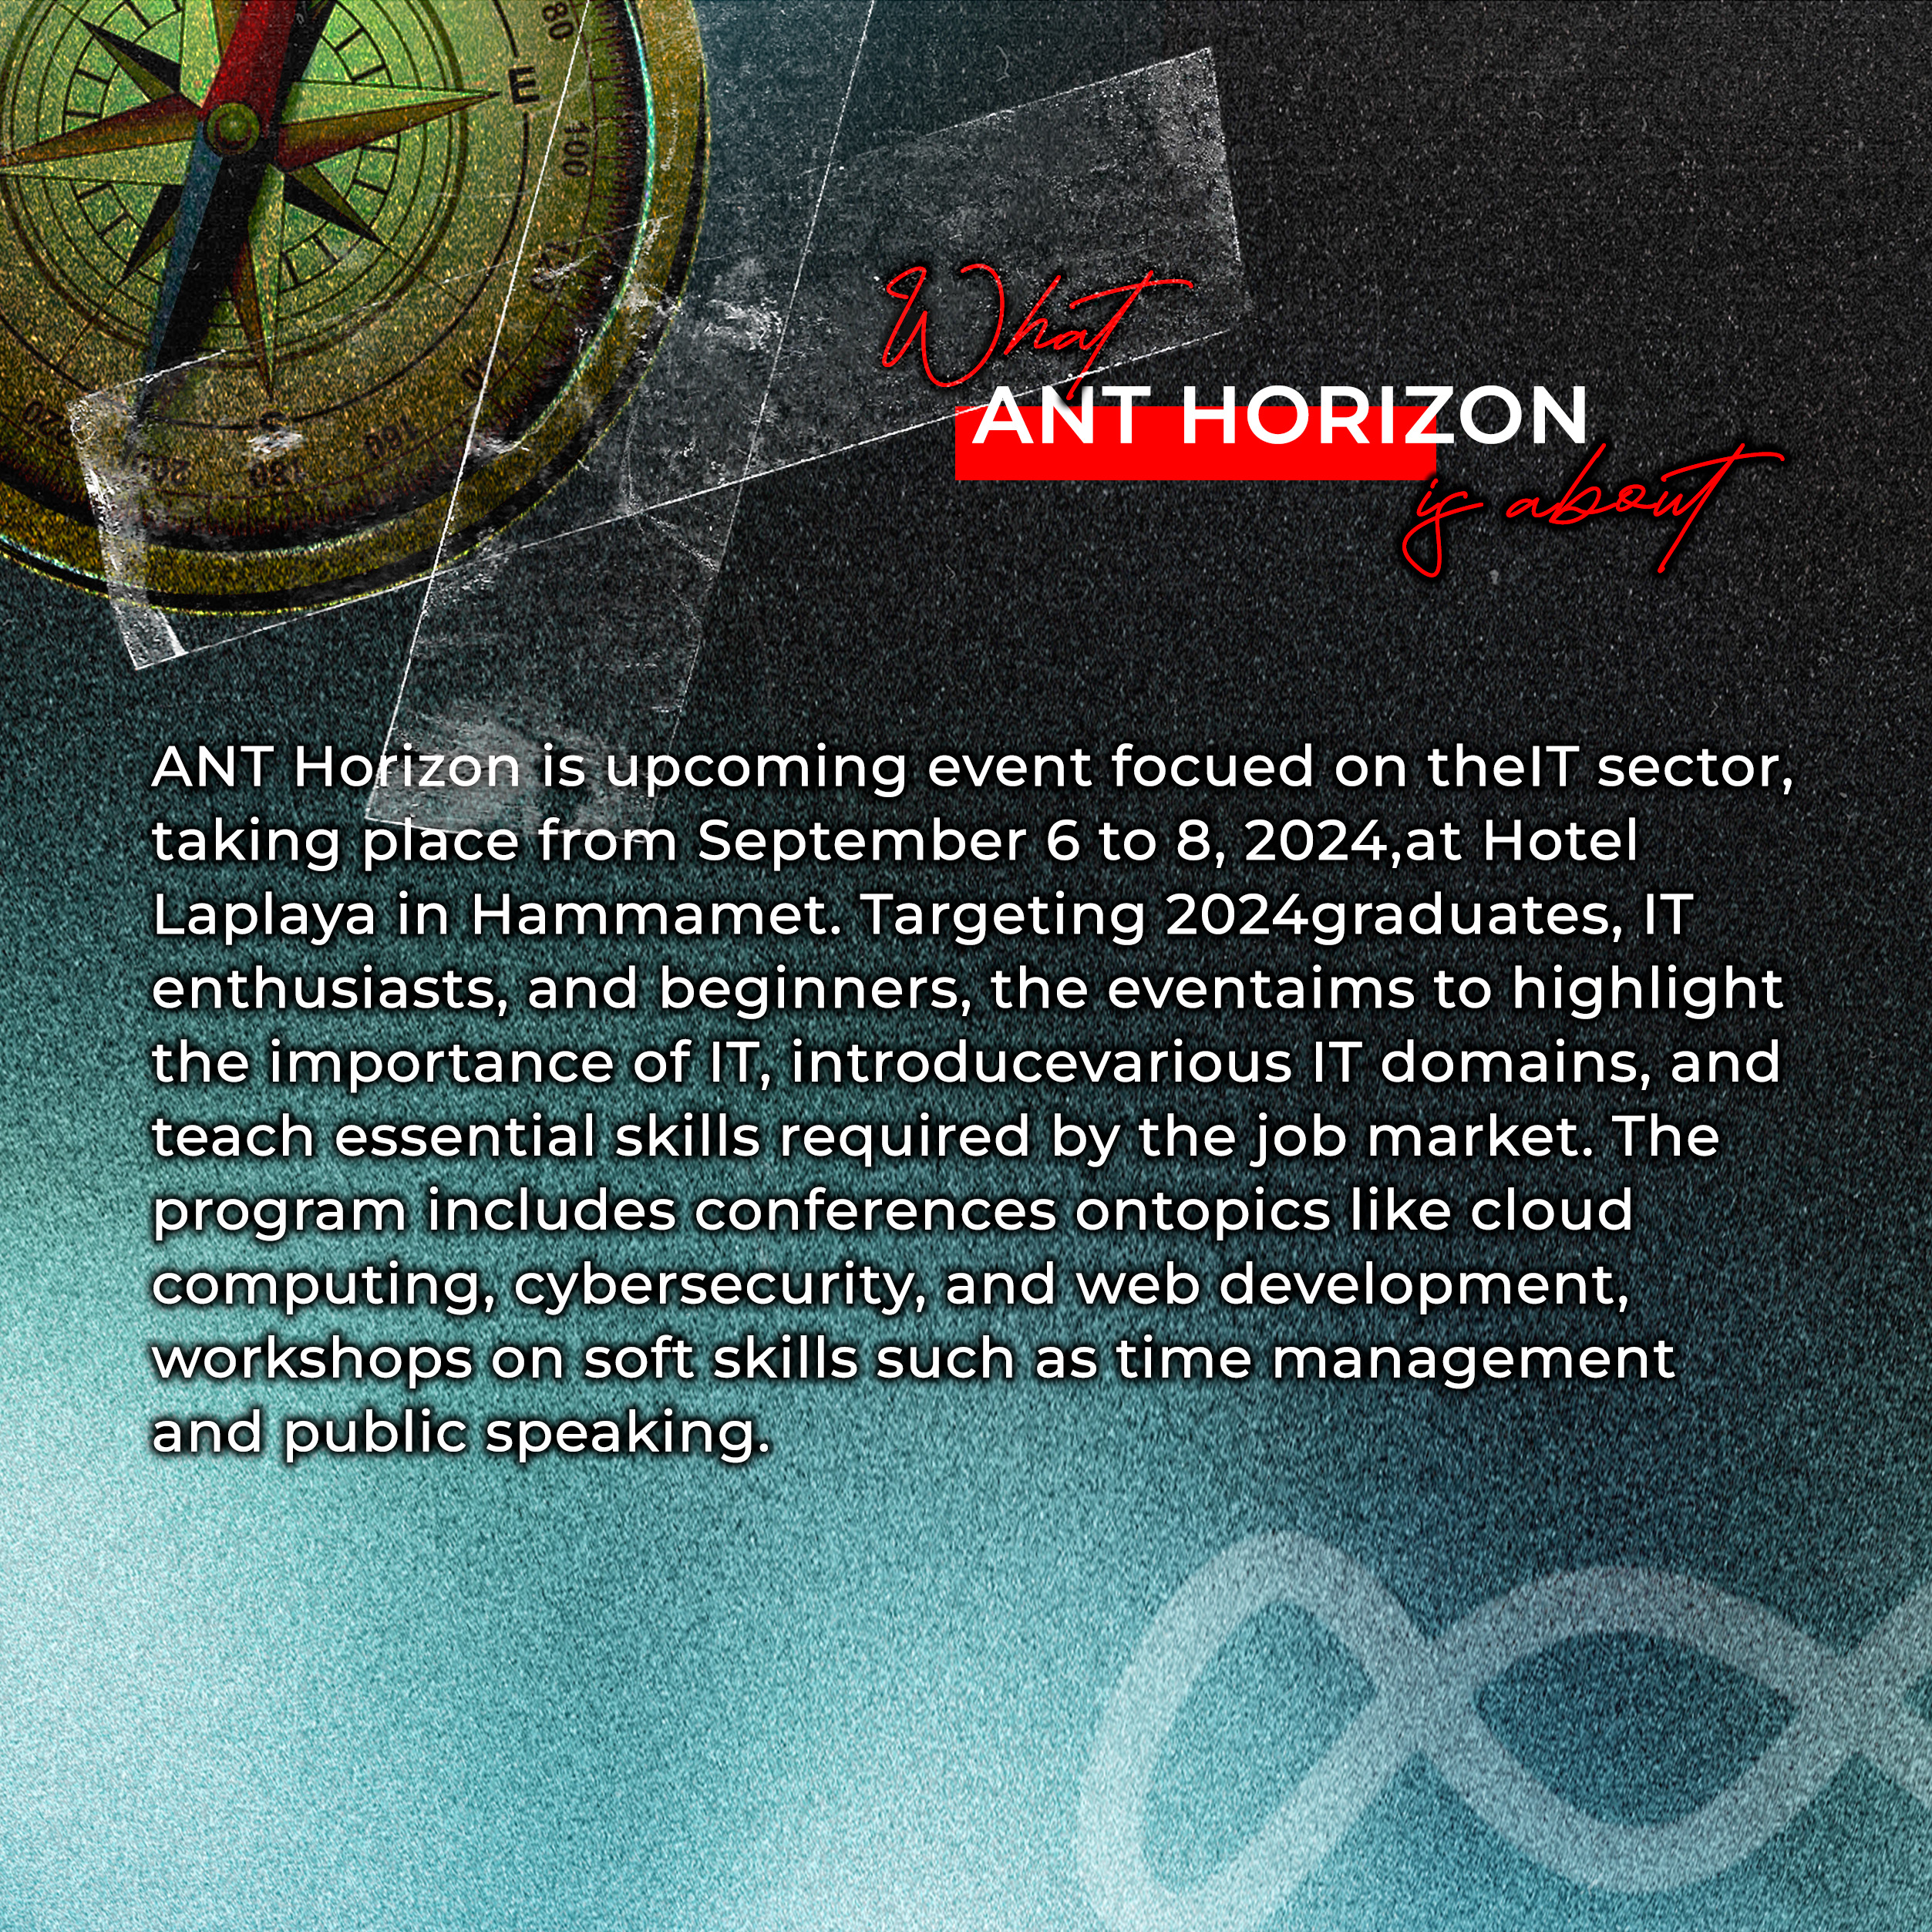 E
80
100
S
180
160
What
ANT HORIZON
is about
ANT Horizon is upcoming event focued on theIT sector,
taking place from September 6 to 8, 2024,at Hotel
Laplaya in Hammamet. Targeting 2024graduates, IT
enthusiasts, and beginners, the eventaims to highlight
the importance of IT, introducevarious IT domains, and
teach essential skills required by the job market. The
program includes conferences ontopics like cloud
computing, cybersecurity, and web development,
workshops on soft skills such as time management
and public speaking.